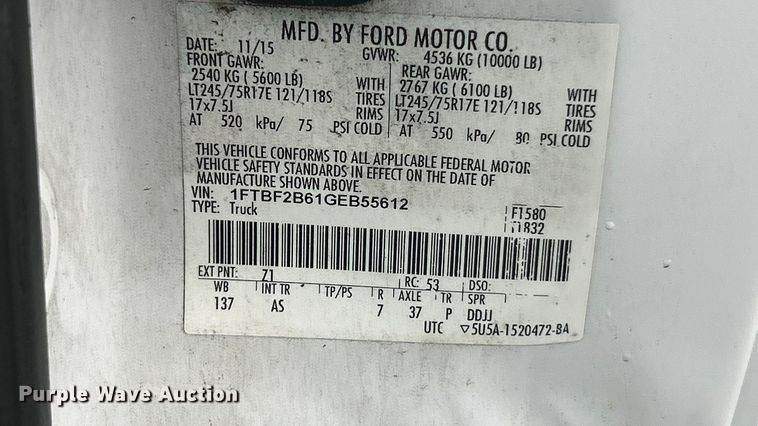 MFD. BY FORD MOTOR CO.
DATE: 11/15 GVWR: 4536 KG (10000 LB)
FRONT GAWR: REAR GAWR:
2540 KG ( 5600 LB) WITH 2767 KG ( 6100 LB) WITH
LT245/75R17E 121/118S TIRES LT245/75R17E 121/118S TIRES
17x7.5J RIMS 17x7.5J RIMS
AT 520 kPa/ 75 PSI COLD AT 550 kPa/ 80 PSI COLD
THIS VEHICLE CONFORMS TO ALL APPLICABLE FEDERAL MOTOR
VEHICLE SAFETY STANDARDS IN EFFECT ON THE DATE OF
MANUFACTURE SHOWN ABOVE.
VIN: 1FTBF2B61GEB55612 F1580
TYPE: Truck 11832
EXT PNT: Z1 RC: 53 DSO:
WB INT TR TP/PS R AXLE TR SPR
137 AS 7 37 P DDJJ
UTC ▽5U5A-1520472-BA
Purple Wave Auction